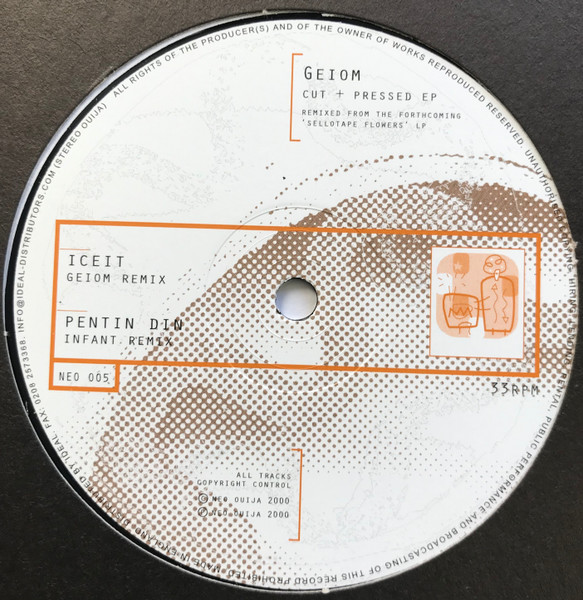 GEIOM
CUT + PRESSED EP
REMIXED FROM THE FORTHCOMING
'SELLOTAPE FLOWERS' LP
ICEIT
GEIOM REMIX
PENTIN DIN
INFANT REMIX
NEO 005
33RPM
ALL TRACKS
COPYRIGHT CONTROL
Ⓒ NEO OUIJA 2000
Ⓟ NEO OUIJA 2000
ALL RIGHTS OF THE PRODUCER(S) AND OF THE OWNER OF WORKS REPRODUCED RESERVED. HIRING, LENDING, RENTAL, PUBLIC PERFORMANCE AND BROADCASTING OF THIS RECORD PROHIBITED. MADE IN ENGLAND. DISTRIBUTED BY IDEAL. FAX. 0208 2573368. INFO@IDEAL-DISTRIBUTORS.COM (STEREO OUIJA)